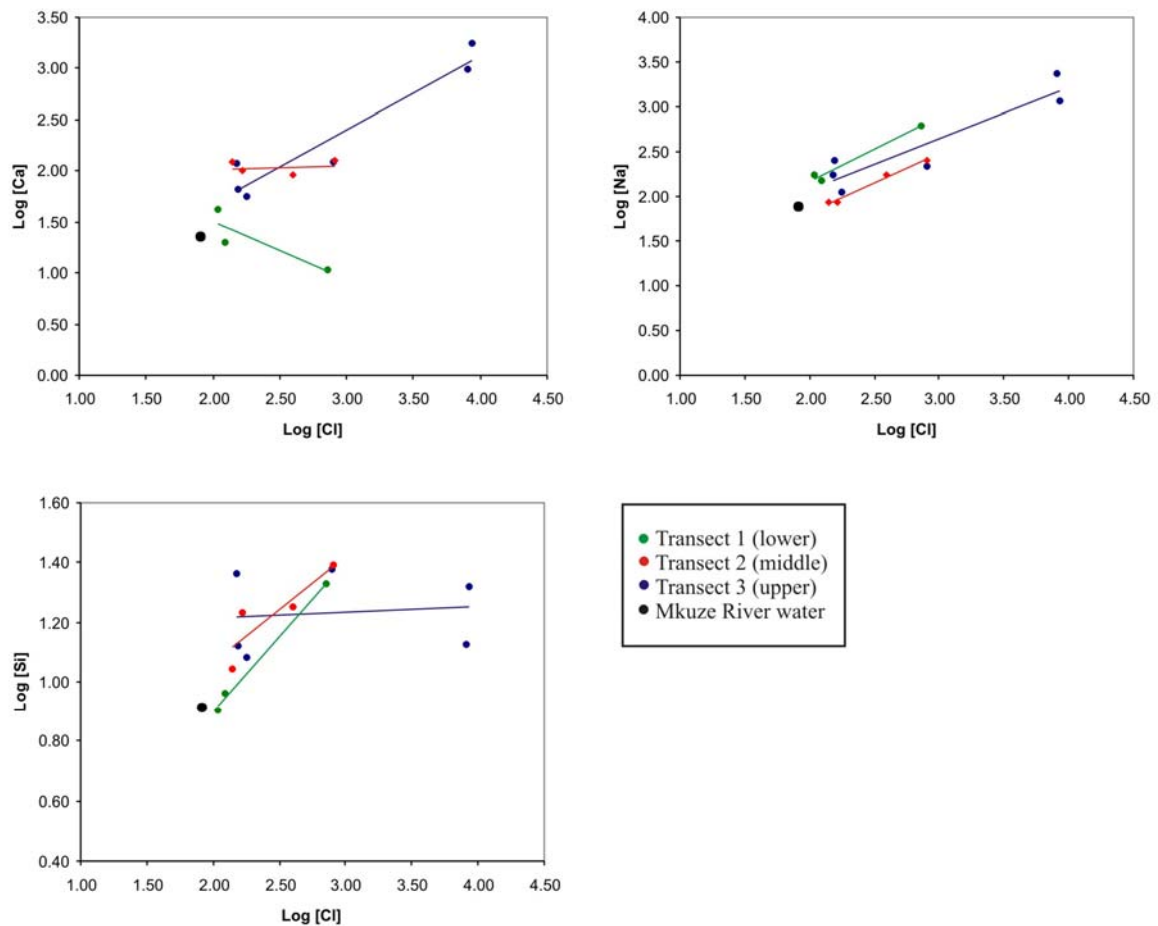 3.50
3.00
2.50
2.00
1.50
1.00
0.50
0.00
Log [Ca]
1.00 1.50 2.00 2.50 3.00 3.50 4.00 4.50
Log [Cl]
4.00
3.50
3.00
2.50
2.00
1.50
1.00
0.50
0.00
Log [Na]
1.00 1.50 2.00 2.50 3.00 3.50 4.00 4.50
Log [Cl]
1.60
1.40
1.20
1.00
0.80
0.60
0.40
Log [Si]
1.00 1.50 2.00 2.50 3.00 3.50 4.00 4.50
Log [Cl]
Transect 1 (lower)
Transect 2 (middle)
Transect 3 (upper)
Mkuze River water